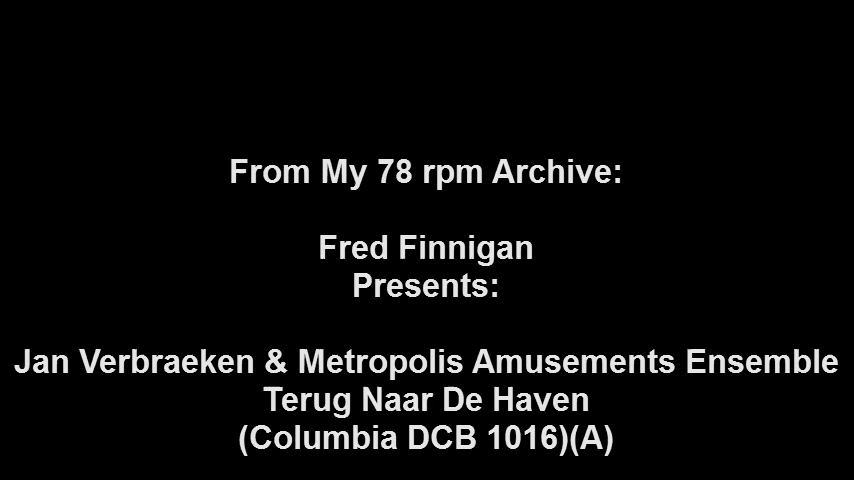 From My 78 rpm Archive:
Fred Finnigan
Presents:
Jan Verbraeken & Metropolis Amusements Ensemble
Terug Naar De Haven
(Columbia DCB 1016)(A)